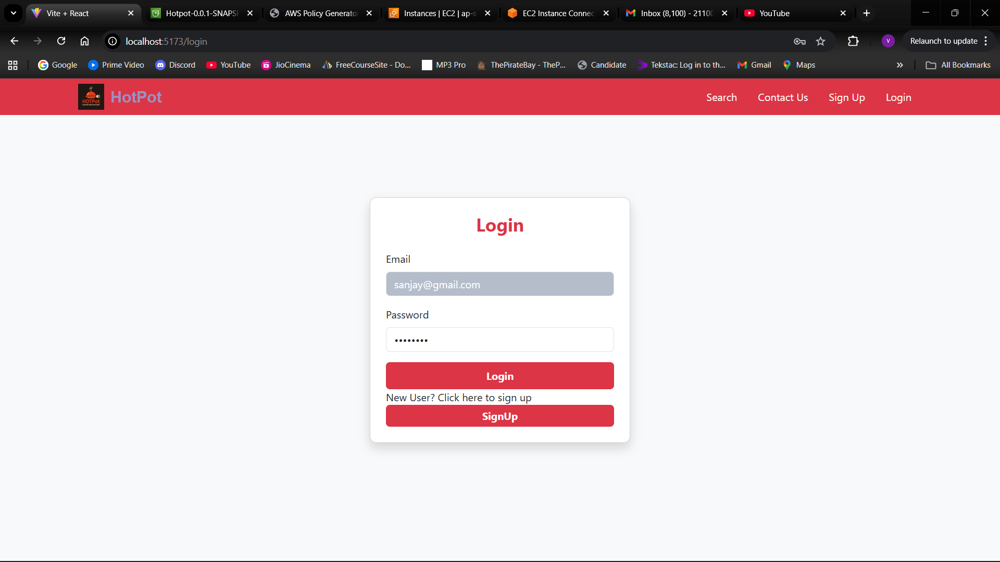 Vite + React
Hotpot-0.0.1-SNAPS
AWS Policy Generato
Instances | EC2 | ap-s
EC2 Instance Connec
Inbox (8,100) - 21100
YouTube
localhost:5173/login
V
Relaunch to update
Google
Prime Video
Discord
YouTube
JioCinema
FreeCourseSite - Do...
MP3 Pro
ThePirateBay - TheP...
Candidate
Tekstac: Log in to th...
Gmail
Maps
All Bookmarks
HOTPot
HotPot
Search
Contact Us
Sign Up
Login
Login
Email
sanjay@gmail.com
Password
Login
New User? Click here to sign up
SignUp